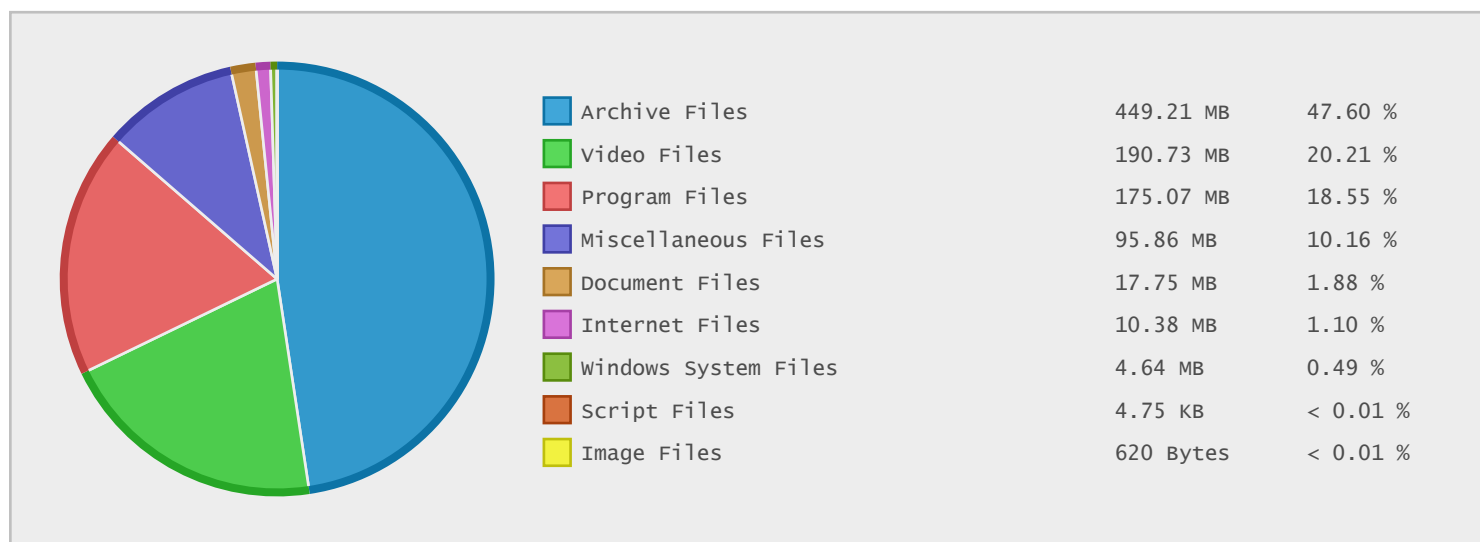 Archive Files 449.21 MB 47.60 %
Video Files 190.73 MB 20.21 %
Program Files 175.07 MB 18.55 %
Miscellaneous Files 95.86 MB 10.16 %
Document Files 17.75 MB 1.88 %
Internet Files 10.38 MB 1.10 %
Windows System Files 4.64 MB 0.49 %
Script Files 4.75 KB < 0.01 %
Image Files 620 Bytes < 0.01 %